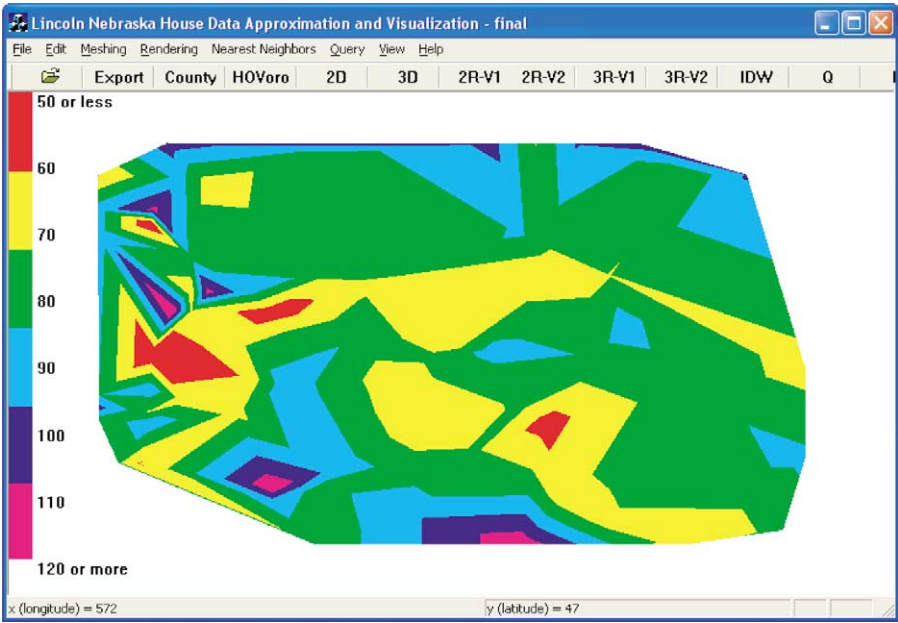 Lincoln Nebraska House Data Approximation and Visualization - final
File Edit Meshing Rendering Nearest Neighbors Query View Help
Export County HOVoro 2D 3D 2R-V1 2R-V2 3R-V1 3R-V2 IDW Q
50 or less
60
70
80
90
100
110
120 or more
x (longitude) = 572 y (latitude) = 47